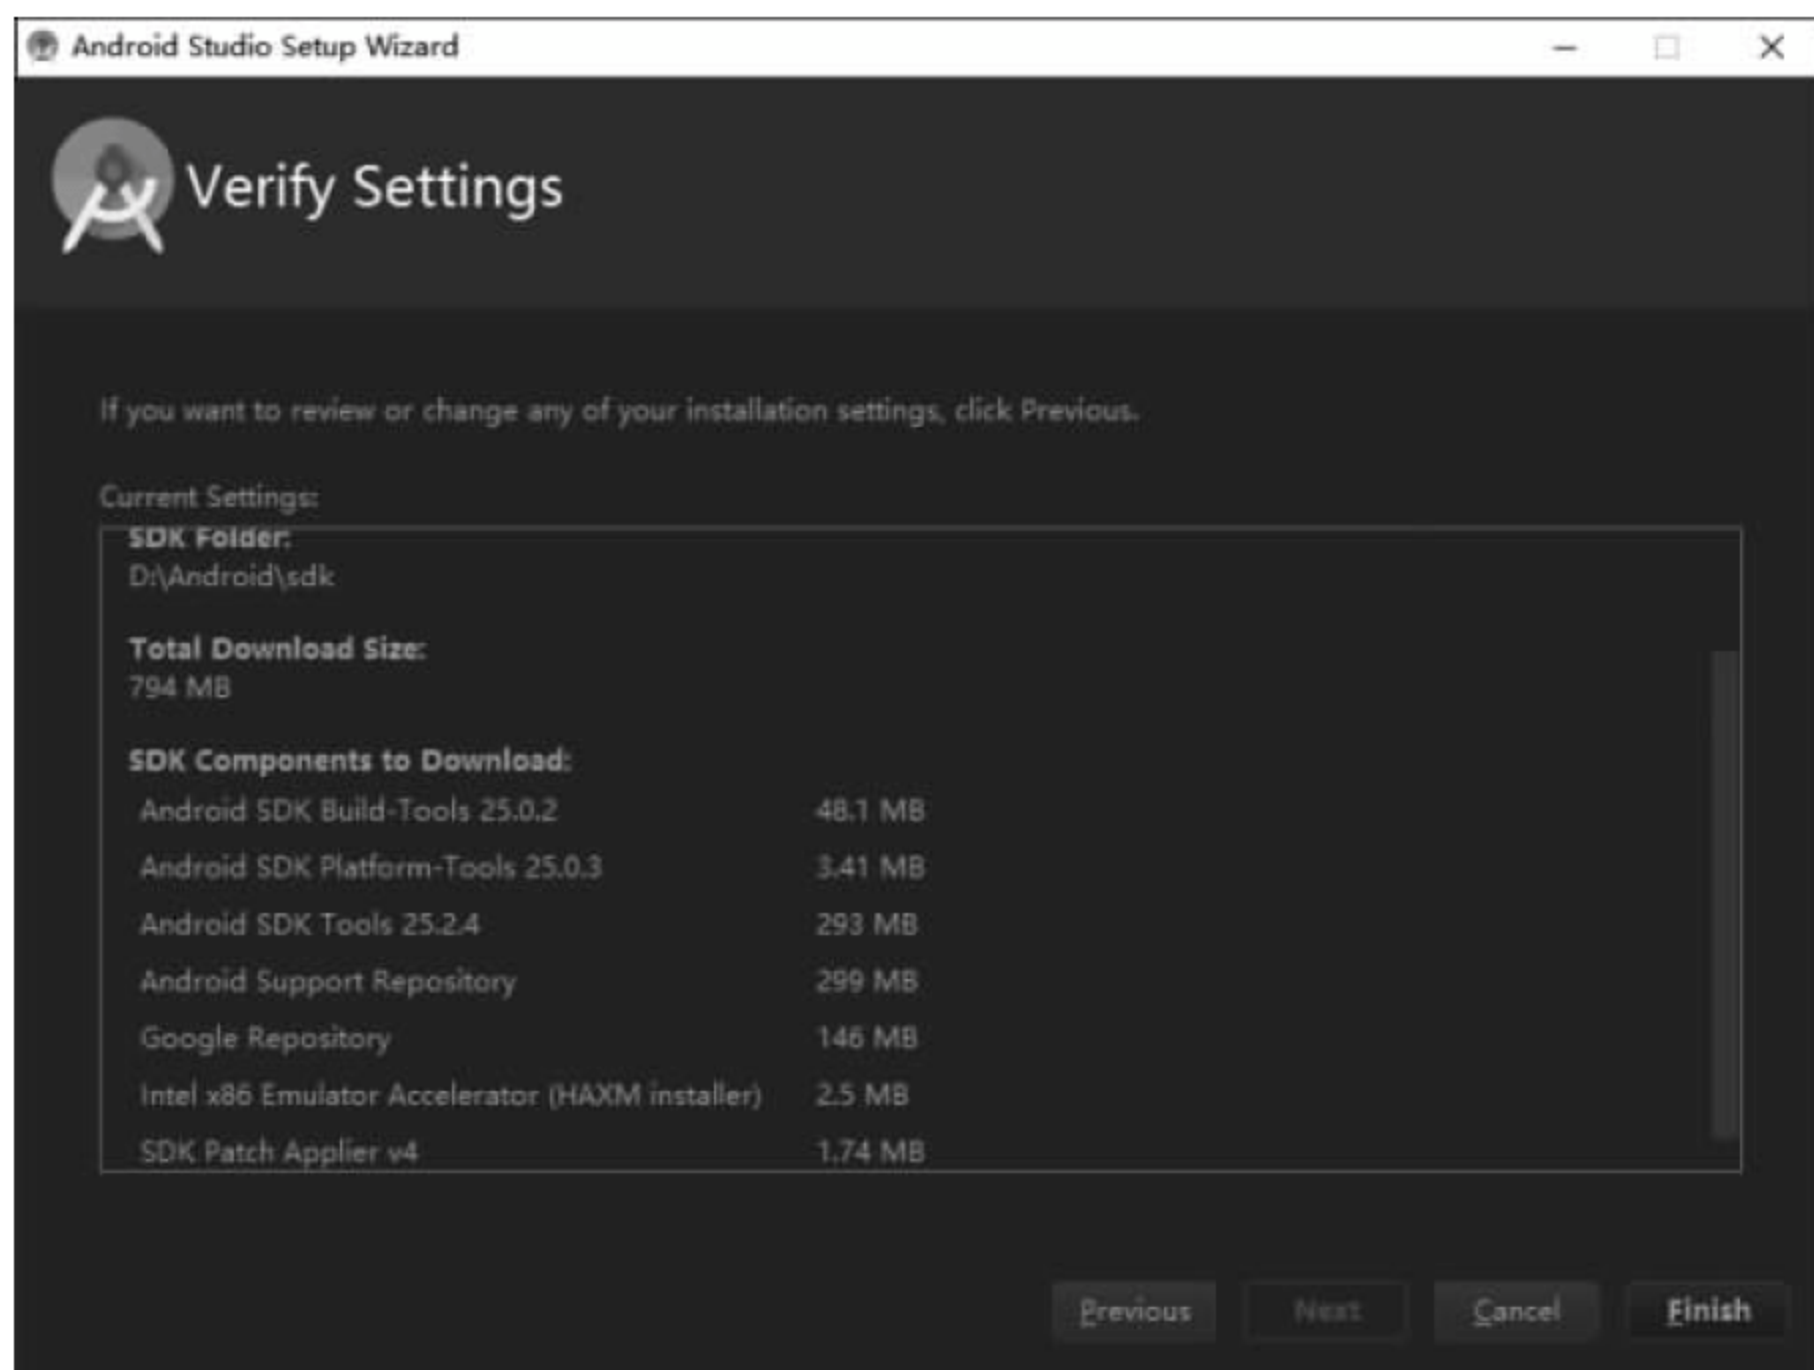 Android Studio Setup Wizard
Verify Settings
If you want to review or change any of your installation settings, click Previous.
Current Settings:
SDK Folder:
D:\Android\sdk
Total Download Size:
794 MB
SDK Components to Download:
Android SDK Build-Tools 25.0.2 48.1 MB
Android SDK Platform-Tools 25.0.3 3.41 MB
Android SDK Tools 25.2.4 293 MB
Android Support Repository 299 MB
Google Repository 146 MB
Intel x86 Emulator Accelerator (HAXM installer) 2.5 MB
SDK Patch Applier v4 1.74 MB
Previous Next Cancel Finish